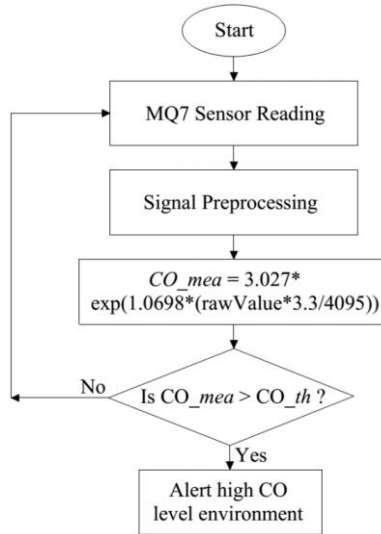 Start
MQ7 Sensor Reading
Signal Preprocessing
CO_mea = 3.027*
exp(1.0698*(rawValue*3.3/4095))
No
Is CO_mea > CO_th ?
Yes
Alert high CO
level environment